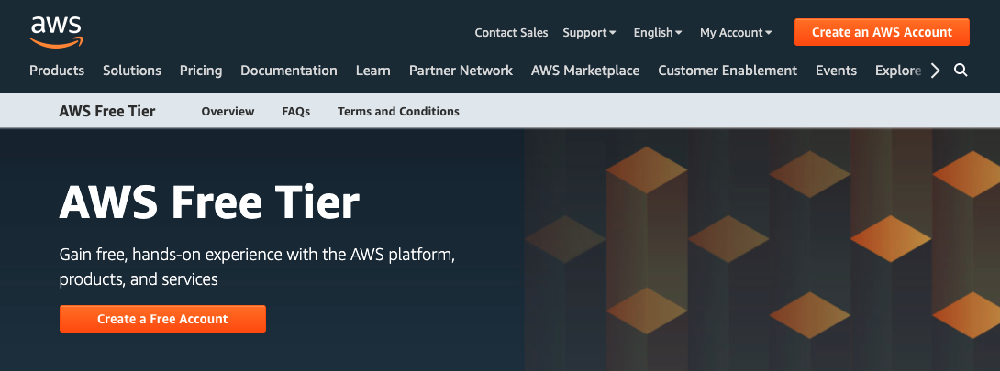 aws
Contact Sales Support English My Account Create an AWS Account
Products Solutions Pricing Documentation Learn Partner Network AWS Marketplace Customer Enablement Events Explore
AWS Free Tier Overview FAQs Terms and Conditions
AWS Free Tier
Gain free, hands-on experience with the AWS platform,
products, and services
Create a Free Account